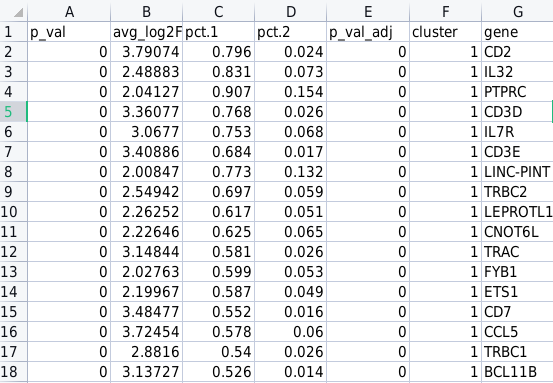 A B C D E F G
1 p_val avg_log2F pct.1 pct.2 p_val_adj cluster gene
2 0 3.79074 0.796 0.024 0 1 CD2
3 0 2.48883 0.831 0.073 0 1 IL32
4 0 2.04127 0.907 0.154 0 1 PTPRC
5 0 3.36077 0.768 0.026 0 1 CD3D
6 0 3.0677 0.753 0.068 0 1 IL7R
7 0 3.40886 0.684 0.017 0 1 CD3E
8 0 2.00847 0.773 0.132 0 1 LINC-PINT
9 0 2.54942 0.697 0.059 0 1 TRBC2
10 0 2.26252 0.617 0.051 0 1 LEPROTL1
11 0 2.22646 0.625 0.065 0 1 CNOT6L
12 0 3.14844 0.581 0.026 0 1 TRAC
13 0 2.02763 0.599 0.053 0 1 FYB1
14 0 2.19967 0.587 0.049 0 1 ETS1
15 0 3.48477 0.552 0.016 0 1 CD7
16 0 3.72454 0.578 0.06 0 1 CCL5
17 0 2.8816 0.54 0.026 0 1 TRBC1
18 0 3.13727 0.526 0.014 0 1 BCL11B